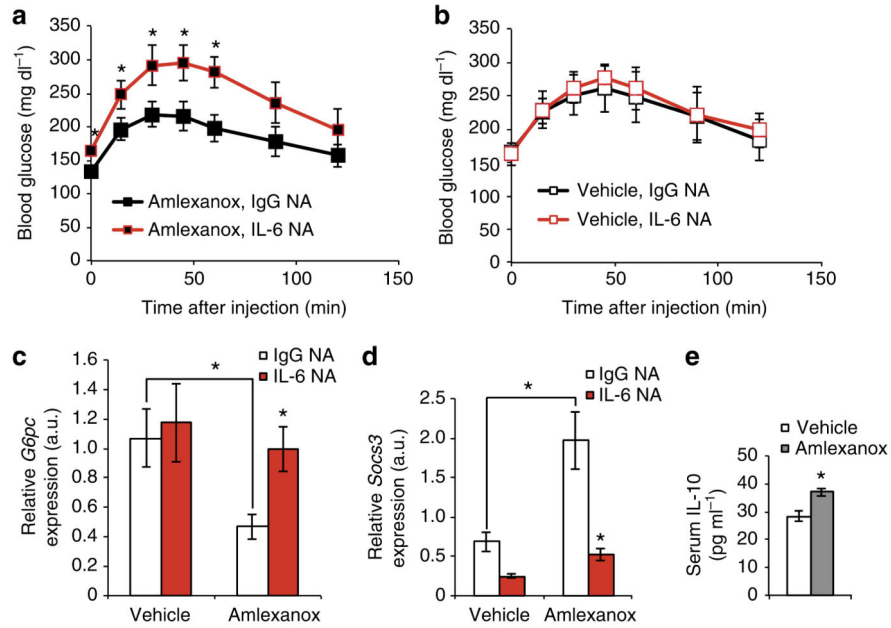 a
Blood glucose (mg dl⁻¹)
350
300
250
200
150
100
50
0
* * * * *
Amlexanox, IgG NA
Amlexanox, IL-6 NA
0 50 100 150
Time after injection (min)
b
Blood glucose (mg dl⁻¹)
350
300
250
200
150
100
50
0
Vehicle, IgG NA
Vehicle, IL-6 NA
0 50 100 150
Time after injection (min)
c
Relative G6pc
expression (a.u.)
1.6
1.4
1.2
1.0
0.8
0.6
0.4
0.2
0
IgG NA
IL-6 NA
*
*
Vehicle Amlexanox
d
Relative Socs3
expression (a.u.)
2.5
2.0
1.5
1.0
0.5
0
IgG NA
IL-6 NA
*
*
Vehicle Amlexanox
e
Vehicle
Amlexanox
Serum IL-10
(pg ml⁻¹)
50
40
30
20
10
0
*